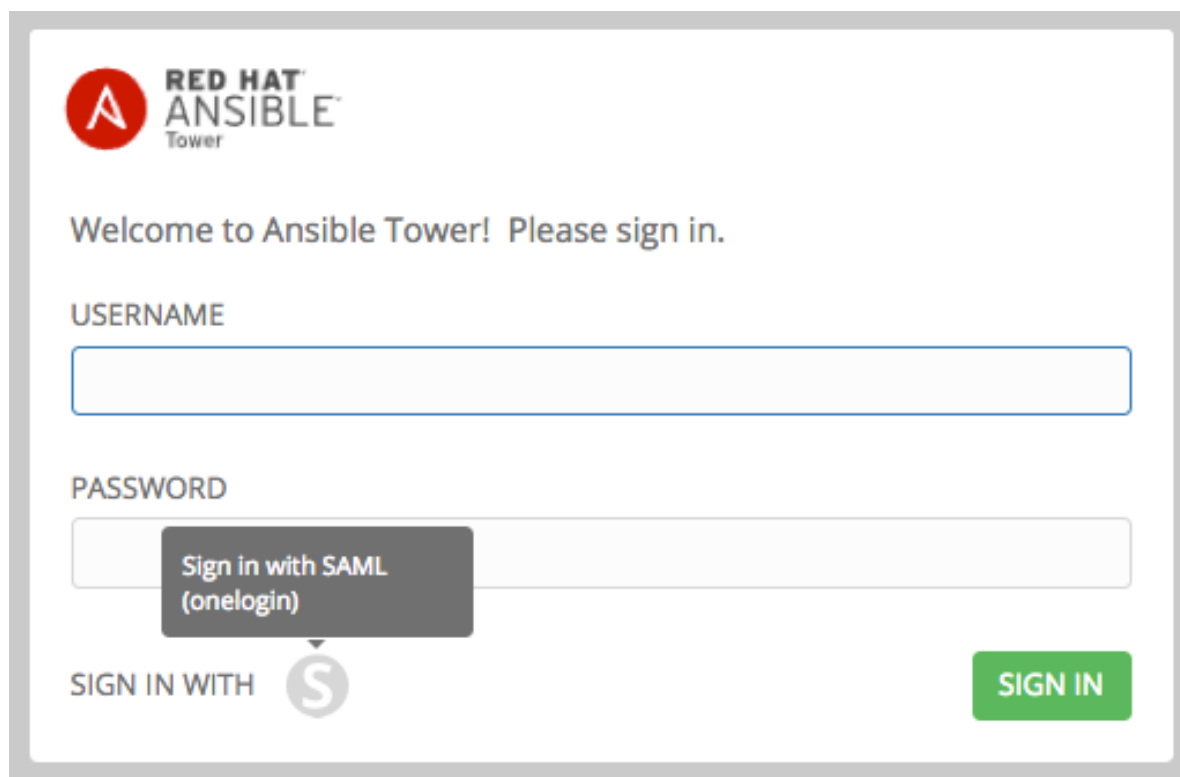 RED HAT
ANSIBLE
Tower
Welcome to Ansible Tower! Please sign in.
USERNAME
PASSWORD
Sign in with SAML
(onelogin)
SIGN IN WITH S
SIGN IN